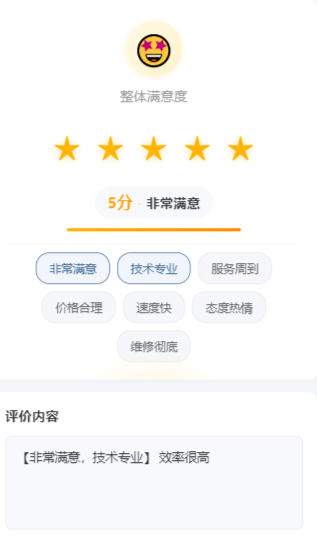 整体满意度
5分 · 非常满意
非常满意 技术专业 服务周到
价格合理 速度快 态度热情
维修彻底
评价内容
【非常满意，技术专业】 效率很高